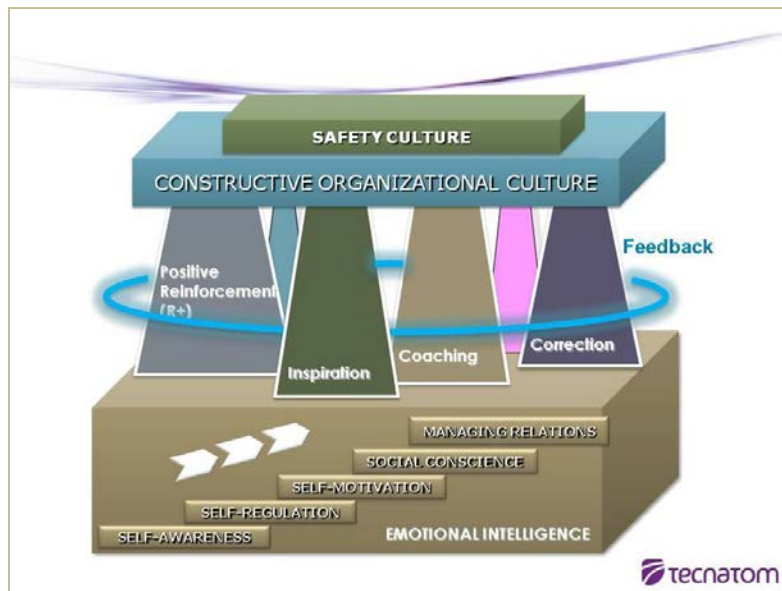 SAFETY CULTURE
CONSTRUCTIVE ORGANIZATIONAL CULTURE
Feedback
Positive
Reinforcement
(R+)
Inspiration
Coaching
Correction
MANAGING RELATIONS
SOCIAL CONSCIENCE
SELF-MOTIVATION
SELF-REGULATION
SELF-AWARENESS
EMOTIONAL INTELLIGENCE
tecnatom